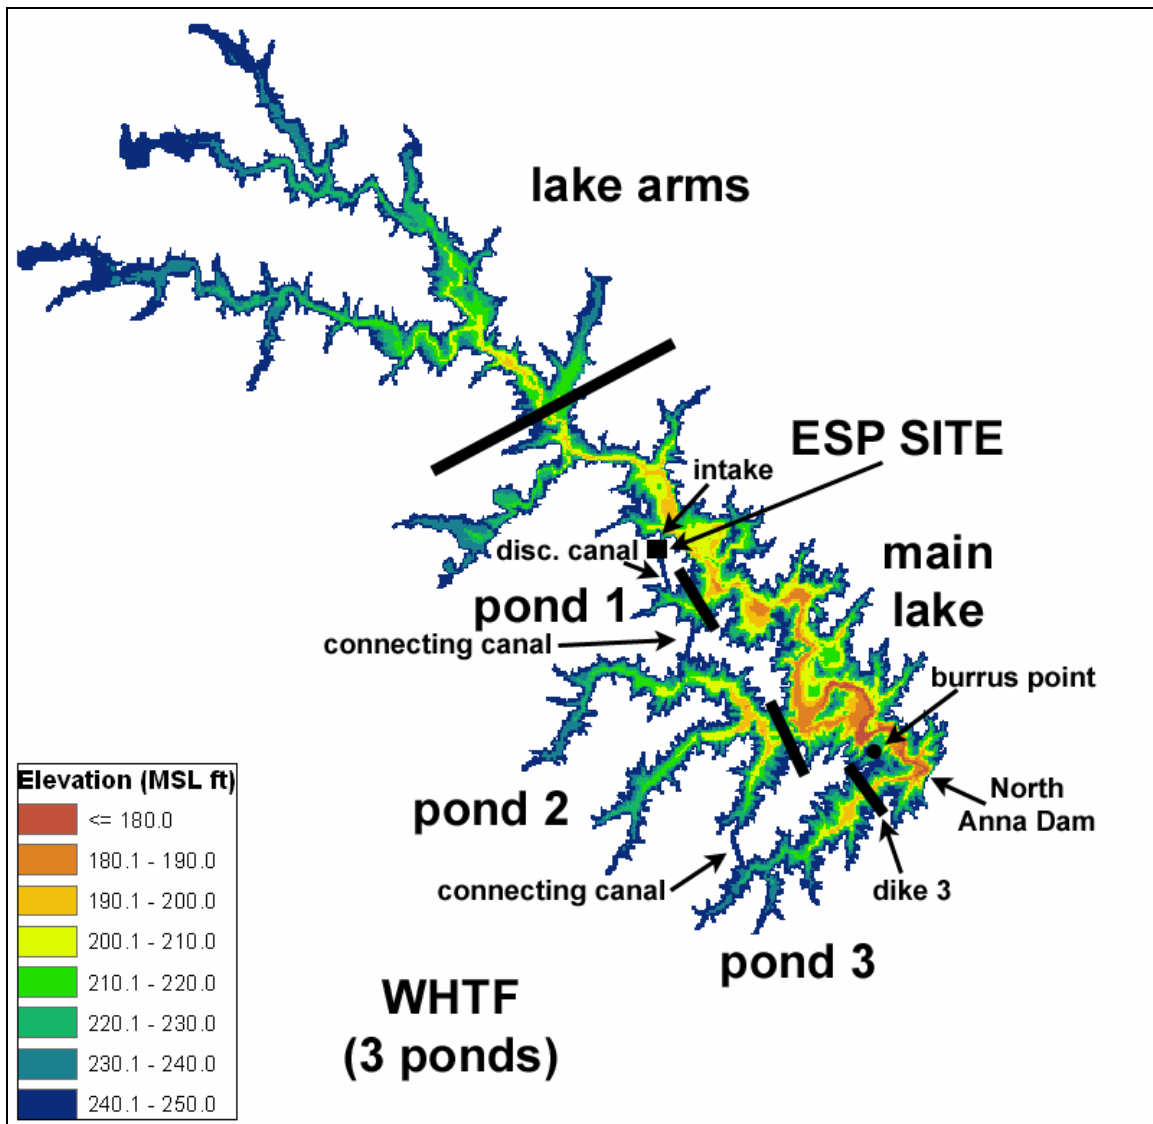 lake arms
ESP SITE
intake
disc. canal
main
lake
pond 1
connecting canal
burrus point
North
Anna Dam
pond 2
connecting canal
dike 3
pond 3
WHTF
(3 ponds)
Elevation (MSL ft)
<= 180.0
180.1 - 190.0
190.1 - 200.0
200.1 - 210.0
210.1 - 220.0
220.1 - 230.0
230.1 - 240.0
240.1 - 250.0